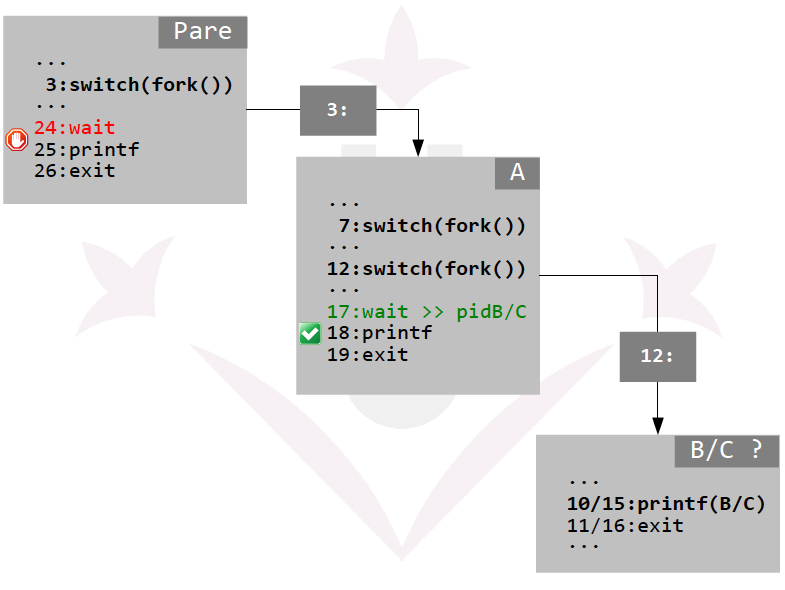 Pare
...
3:switch(fork())
...
24:wait
25:printf
26:exit
3:
A
...
7:switch(fork())
...
12:switch(fork())
...
17:wait >> pidB/C
18:printf
19:exit
12:
B/C ?
...
10/15:printf(B/C)
11/16:exit
...